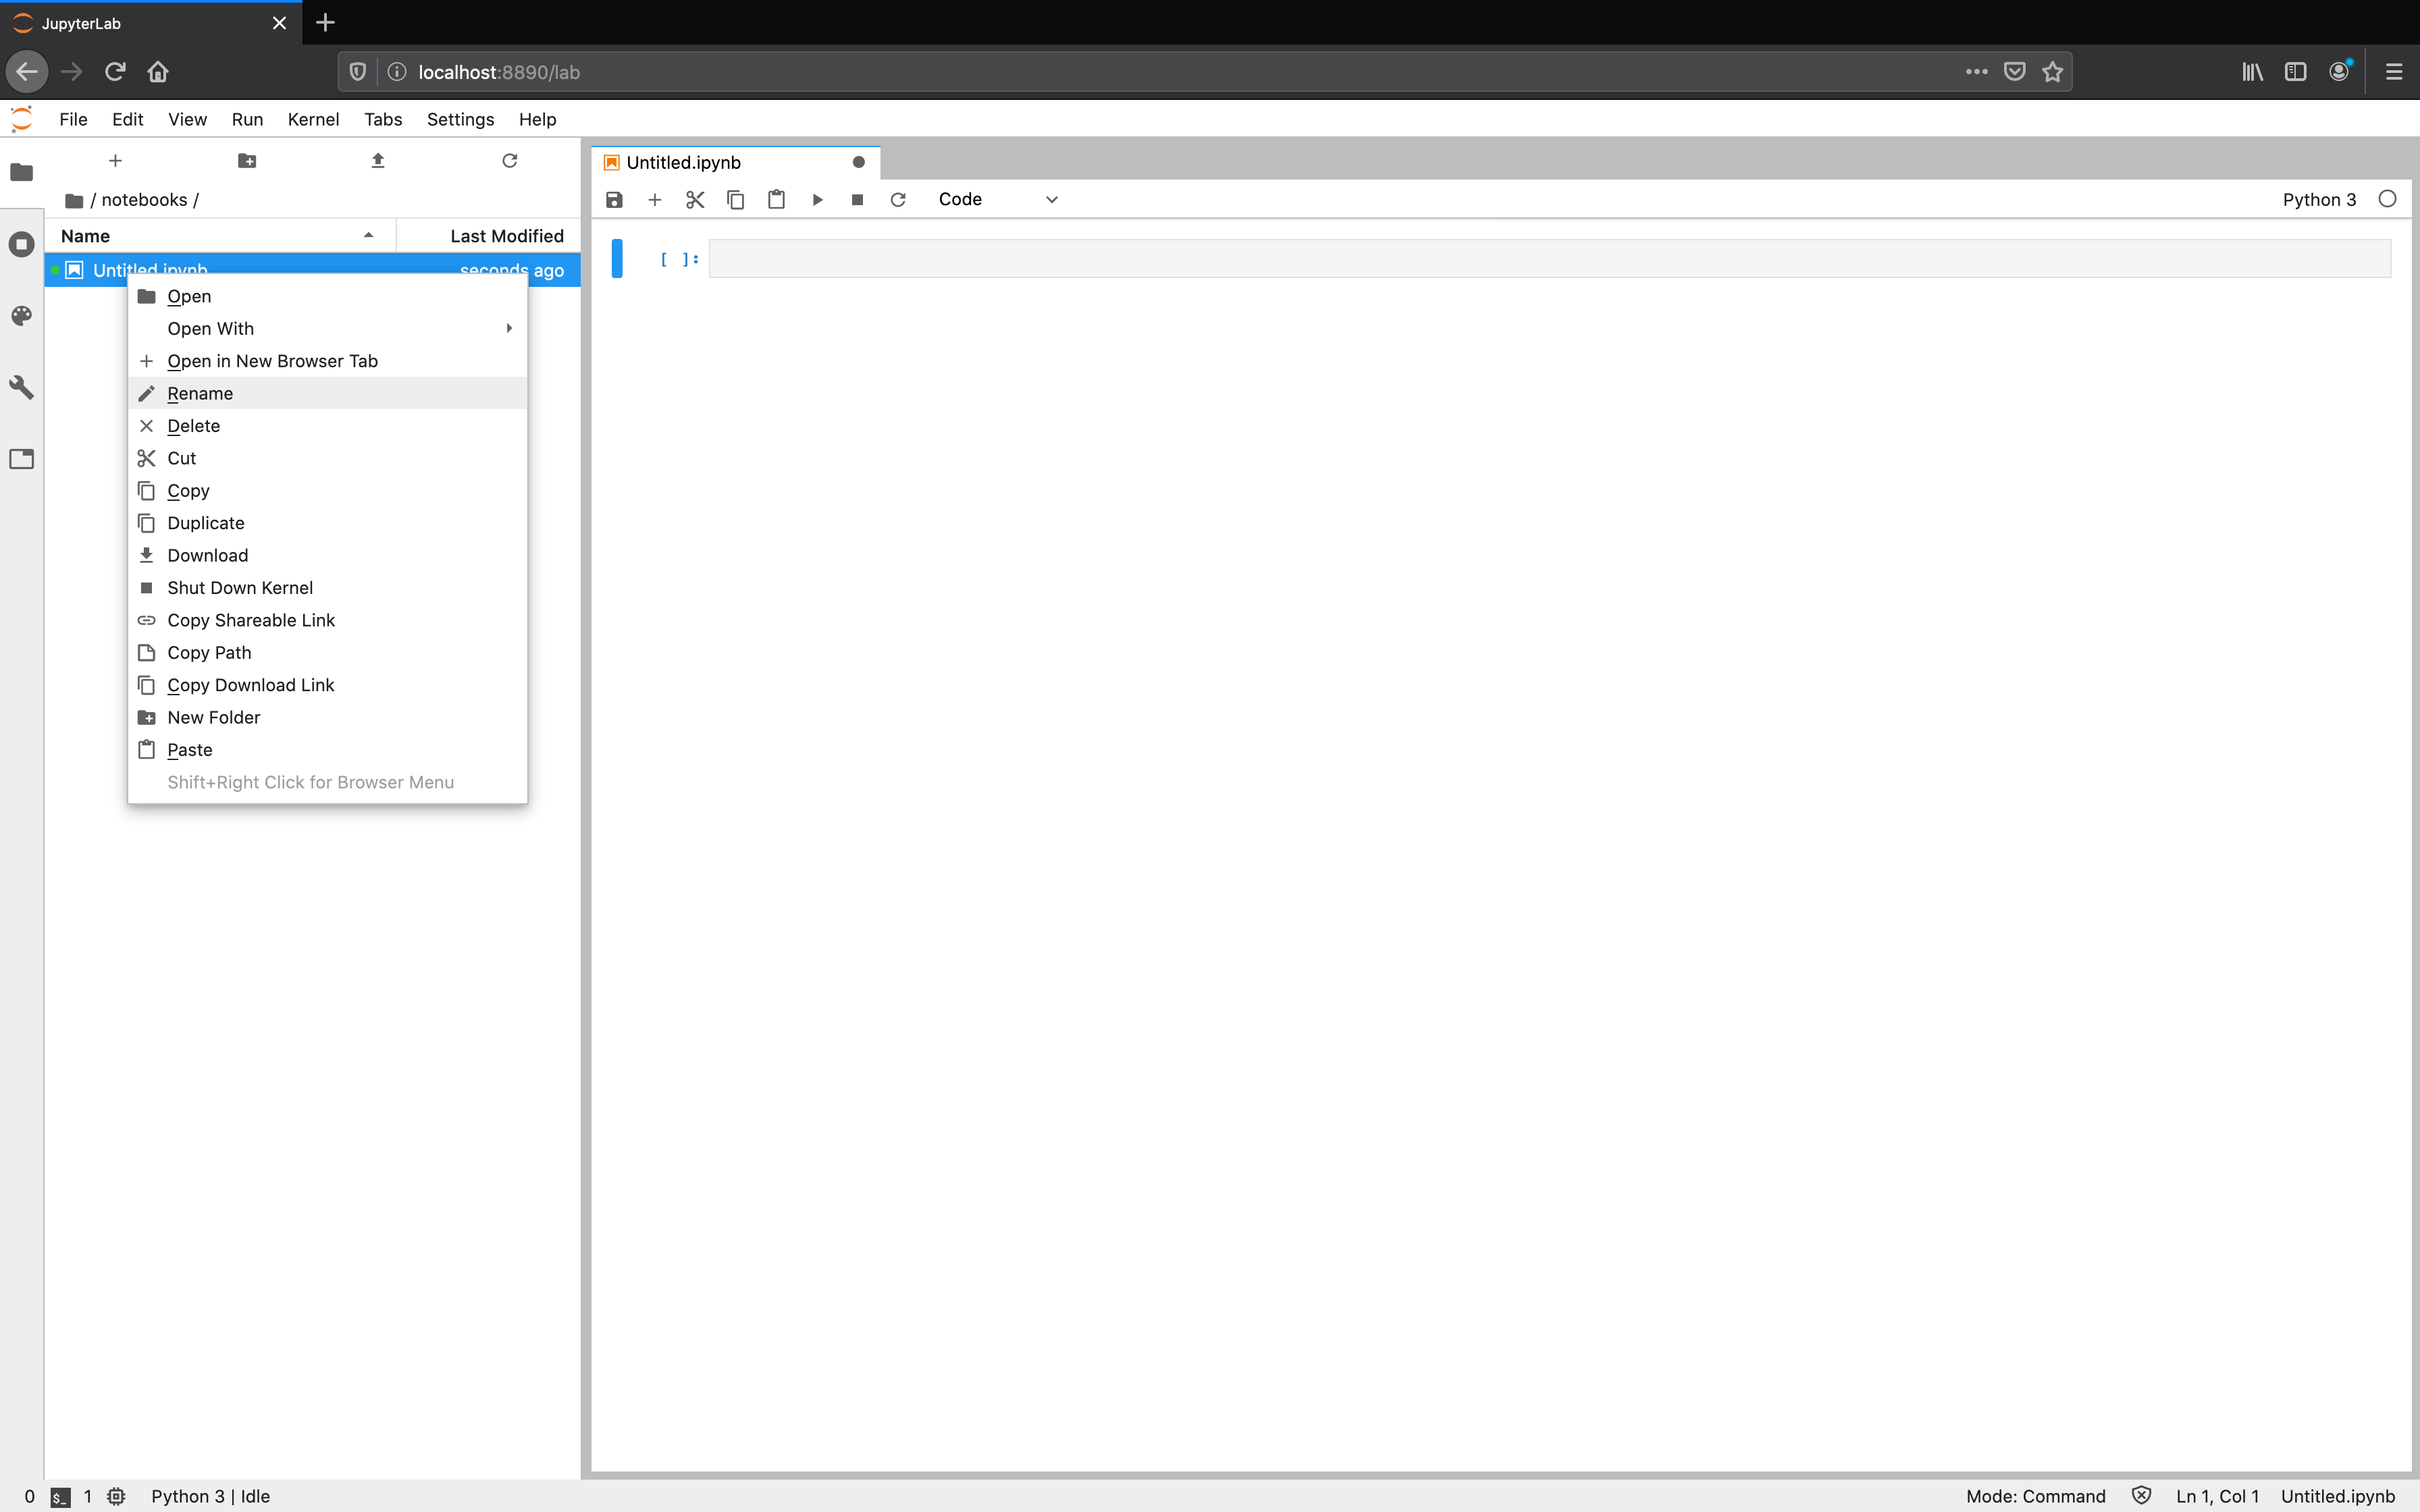 JupyterLab
localhost:8890/lab
File Edit View Run Kernel Tabs Settings Help
Untitled.ipynb
/ notebooks /
Code
Python 3
Name Last Modified
Untitled.ipynb seconds ago
[ ]:
Open
Open With
Open in New Browser Tab
Rename
Delete
Cut
Copy
Duplicate
Download
Shut Down Kernel
Copy Shareable Link
Copy Path
Copy Download Link
New Folder
Paste
Shift+Right Click for Browser Menu
0 $_ 1 Python 3 | Idle Mode: Command Ln 1, Col 1 Untitled.ipynb